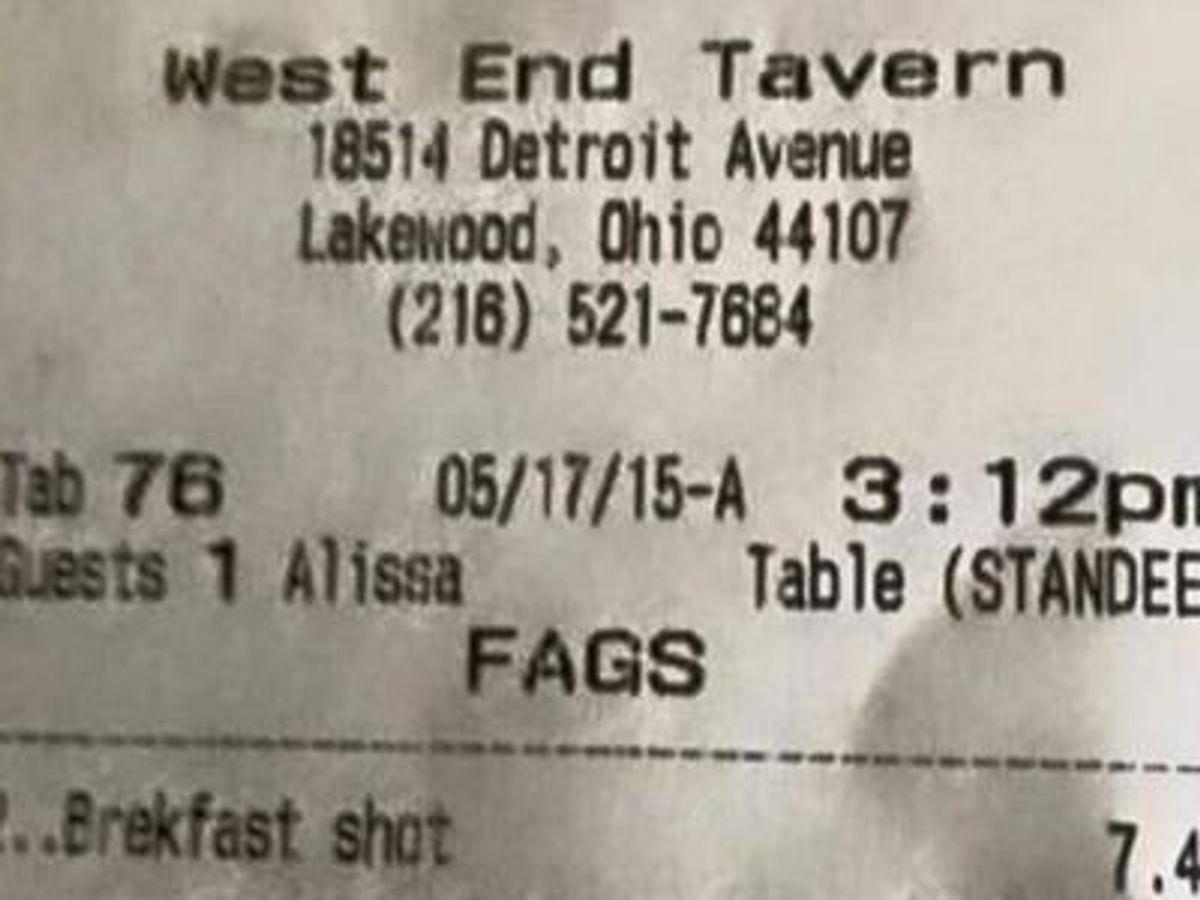 West End Tavern
18514 Detroit Avenue
Lakewood, Ohio 44107
(216) 521-7684
Tab 76 05/17/15-A 3:12pm
Guests 1 Alissa Table (STANDEE
FAGS
..Brekfast shot 7.4